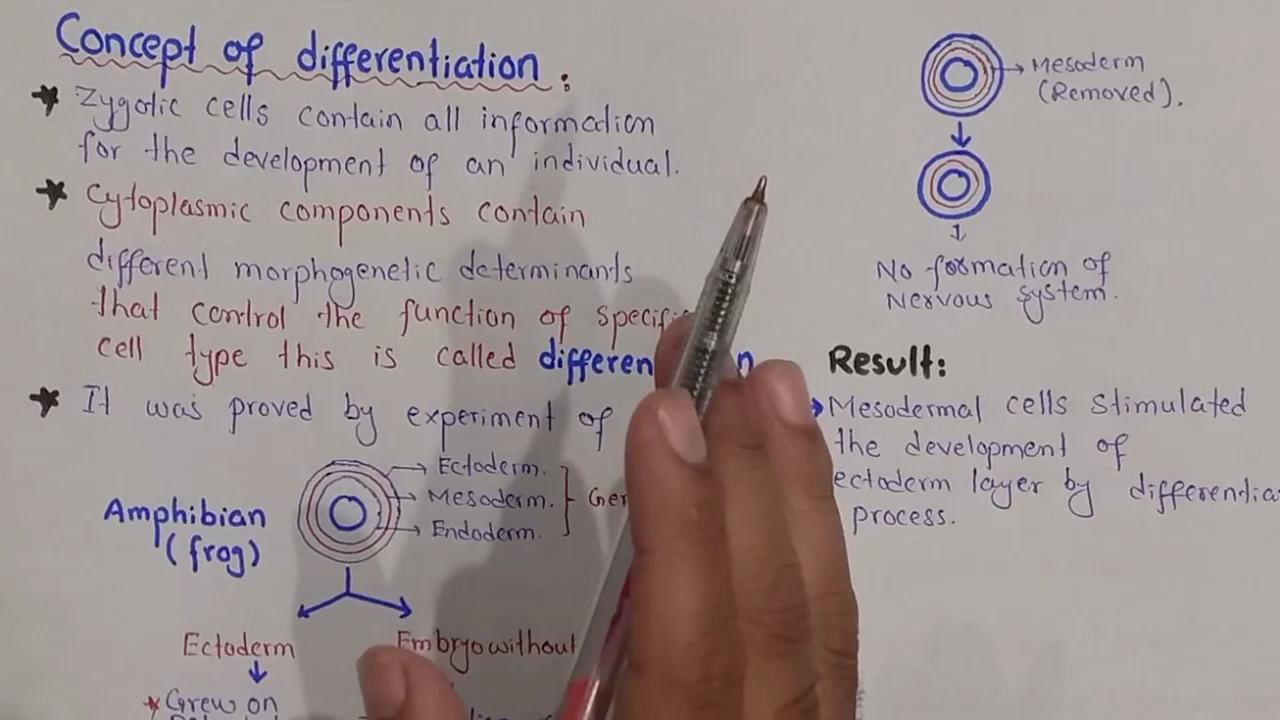 Concept of differentiation :
Zygotic cells contain all information
for the development of an individual.
Cytoplasmic components contain
different morphogenetic determinants
that control the function of specific
cell type this is called
It was proved by experiment of
Ectoderm.
Mesoderm.
Endoderm.
Amphibian
(frog)
Ectoderm
Grew on
Embryo without
Mesoderm
(Removed).
No formation of
Nervous system.
Result:
Mesodermal cells stimulated
the development of
ectoderm layer by
process.